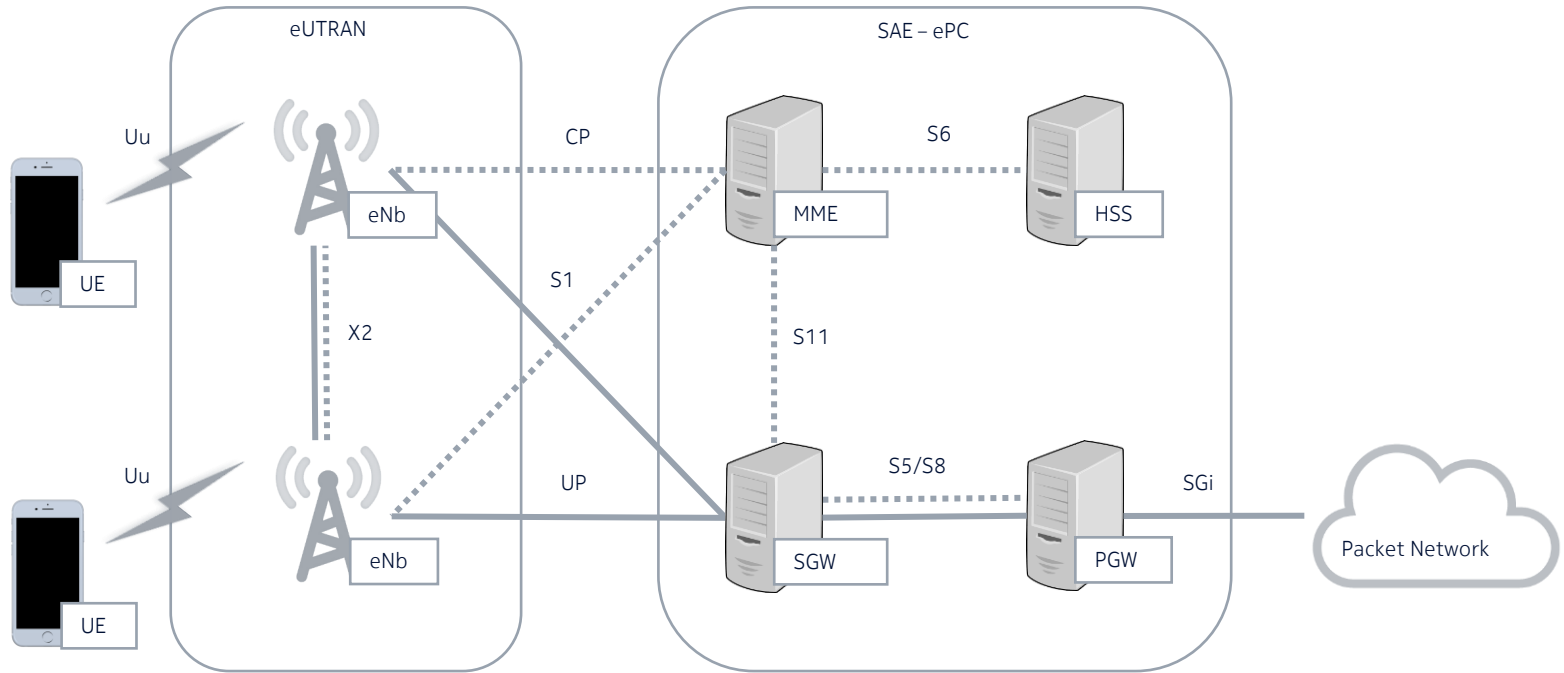 eUTRAN
SAE – ePC
Uu
CP
S6
eNb
MME
HSS
UE
S1
X2
S11
Uu
UP
S5/S8
SGi
Packet Network
eNb
SGW
PGW
UE